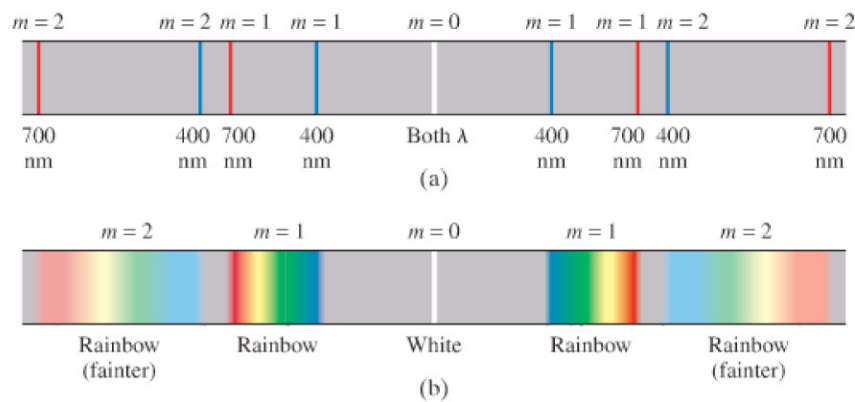 m = 2 m = 2 m = 1 m = 1 m = 0 m = 1 m = 1 m = 2 m = 2
700 400 700 400 Both λ 400 700 400 700
nm nm nm nm nm nm nm nm
(a)
m = 2 m = 1 m = 0 m = 1 m = 2
Rainbow Rainbow White Rainbow Rainbow
(fainter) (fainter)
(b)